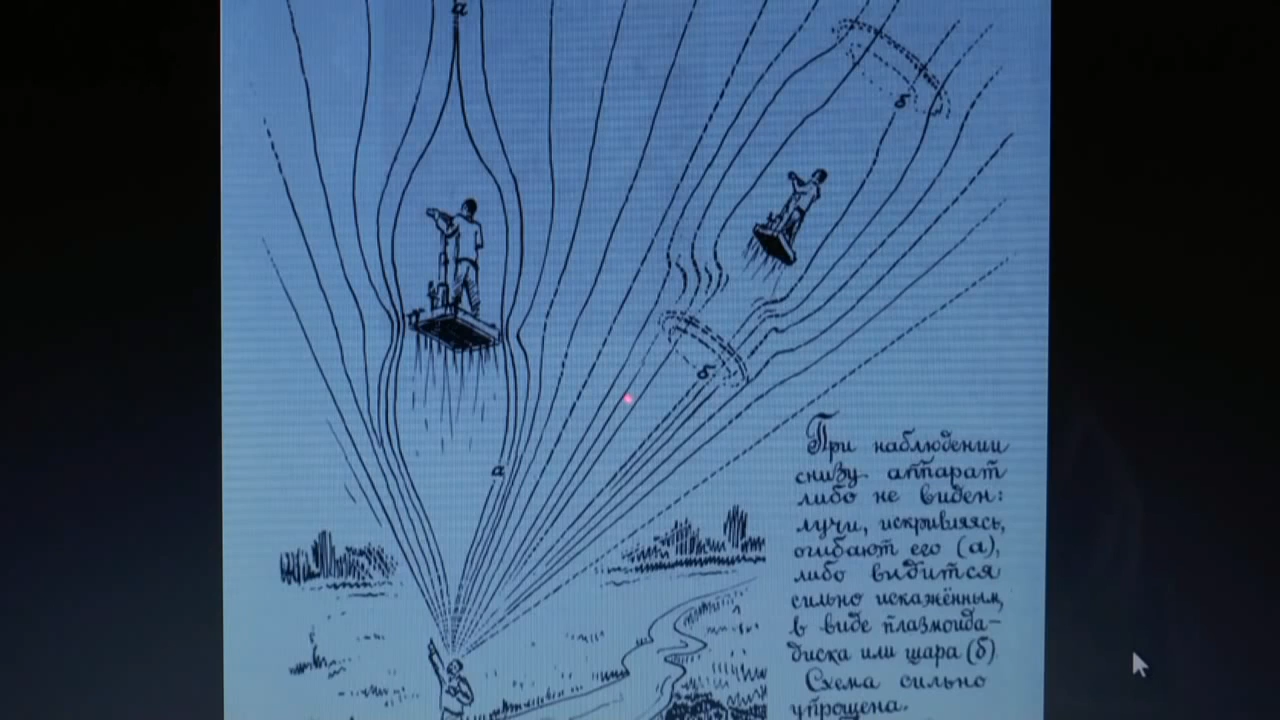 а
б
б
а
При наблюдении
снизу аппарат
либо не виден:
лучи, искривляясь,
огибают его (а),
либо видится
сильно искажённым,
в виде плазмоида-
диска или шара (б)
Схема сильно
упрощена.